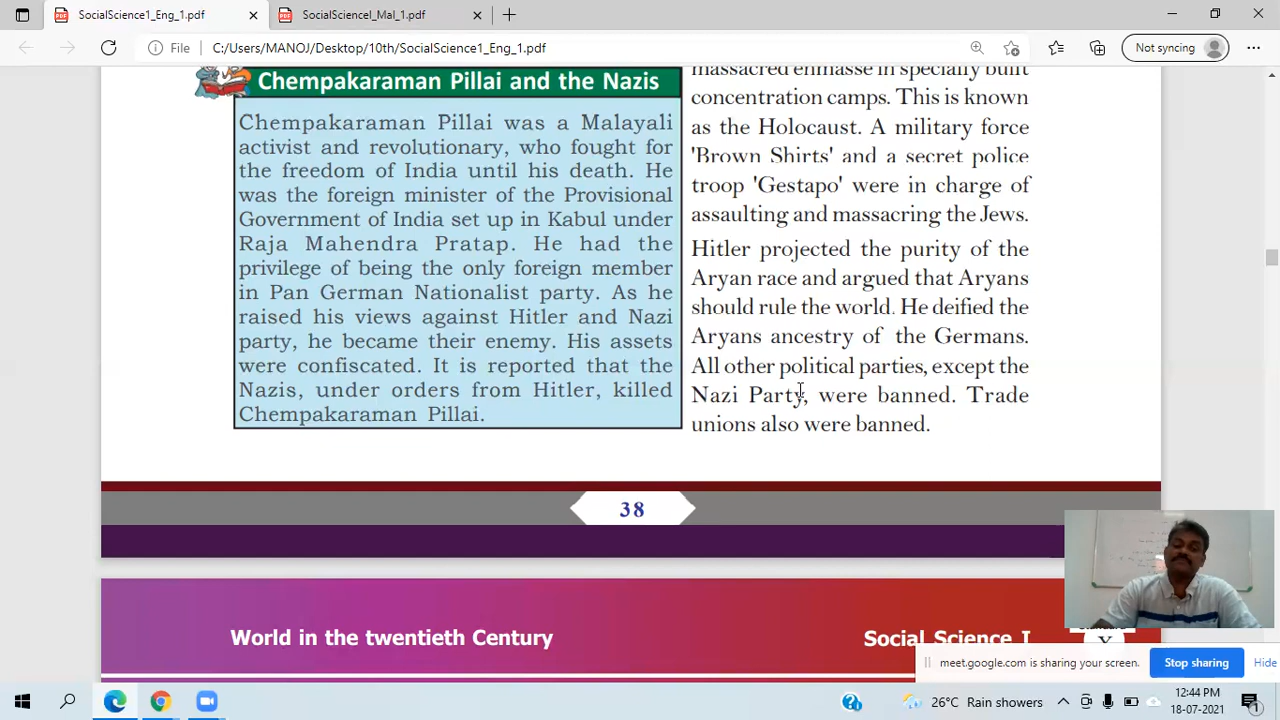 SocialScience1_Eng_1.pdf
SocialScienceI_Mal_1.pdf
File
C:/Users/MANOJ/Desktop/10th/SocialScience1_Eng_1.pdf
Not syncing
Chempakaraman Pillai and the Nazis
Chempakaraman Pillai was a Malayali
activist and revolutionary, who fought for
the freedom of India until his death. He
was the foreign minister of the Provisional
Government of India set up in Kabul under
Raja Mahendra Pratap. He had the
privilege of being the only foreign member
in Pan German Nationalist party. As he
raised his views against Hitler and Nazi
party, he became their enemy. His assets
were confiscated. It is reported that the
Nazis, under orders from Hitler, killed
Chempakaraman Pillai.
massacred enmasse in specially built
concentration camps. This is known
as the Holocaust. A military force
'Brown Shirts' and a secret police
troop 'Gestapo' were in charge of
assaulting and massacring the Jews.
Hitler projected the purity of the
Aryan race and argued that Aryans
should rule the world. He deified the
Aryans ancestry of the Germans.
All other political parties, except the
Nazi Party, were banned. Trade
unions also were banned.
38
World in the twentieth Century
Social Science I
X
meet.google.com is sharing your screen.
Stop sharing
Hide
26°C Rain showers
12:44 PM
18-07-2021